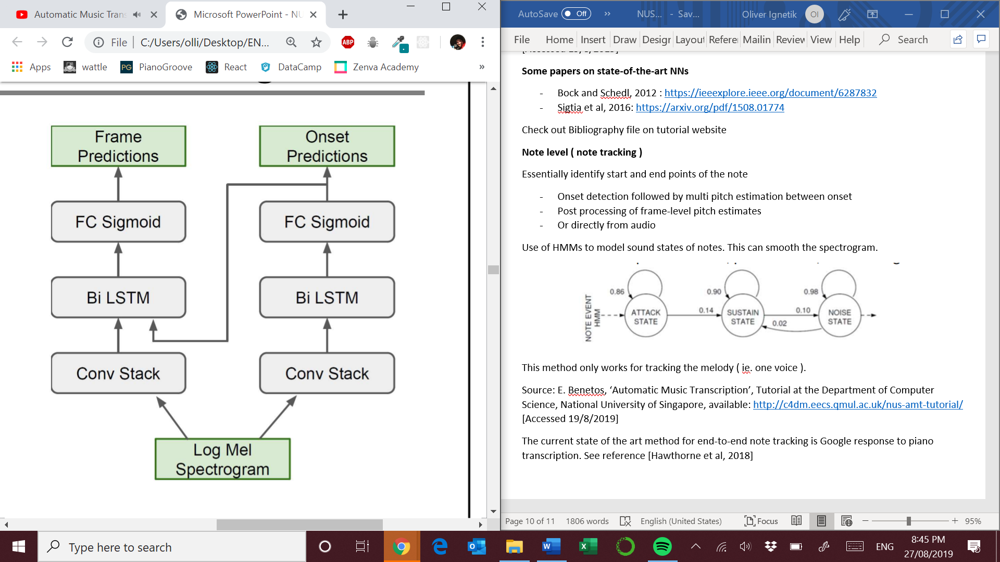 Automatic Music Trans
Microsoft PowerPoint - NU
File
C:/Users/olli/Desktop/EN...
ABP
Apps
wattle
PG
PianoGroove
React
DataCamp
Zenva Academy
»
Frame
Predictions
Onset
Predictions
FC Sigmoid
FC Sigmoid
Bi LSTM
Bi LSTM
Conv Stack
Conv Stack
Log Mel
Spectrogram
AutoSave
Off
»
NUS... - Sav...
Oliver Ignetik
OI
File
Home
Insert
Draw
Design
Layout
Referen
Mailin
Review
View
Help
Search
Some papers on state-of-the-art NNs
- Bock and Schedl, 2012 : https://ieeexplore.ieee.org/document/6287832
- Sigtia et al, 2016: https://arxiv.org/pdf/1508.01774
Check out Bibliography file on tutorial website
Note level ( note tracking )
Essentially identify start and end points of the note
- Onset detection followed by multi pitch estimation between onset
- Post processing of frame-level pitch estimates
- Or directly from audio
Use of HMMs to model sound states of notes. This can smooth the spectrogram.
NOTE EVENT
HMM
0.86
ATTACK
STATE
0.14
0.90
SUSTAIN
STATE
0.10
0.02
0.98
NOISE
STATE
This method only works for tracking the melody ( ie. one voice ).
Source: E. Benetos, ‘Automatic Music Transcription’, Tutorial at the Department of Computer
Science, National University of Singapore, available: http://c4dm.eecs.qmul.ac.uk/nus-amt-tutorial/
[Accessed 19/8/2019]
The current state of the art method for end-to-end note tracking is Google response to piano
transcription. See reference [Hawthorne et al, 2018]
Page 10 of 11
1806 words
English (United States)
Focus
95%
Type here to search
ENG
8:45 PM
27/08/2019